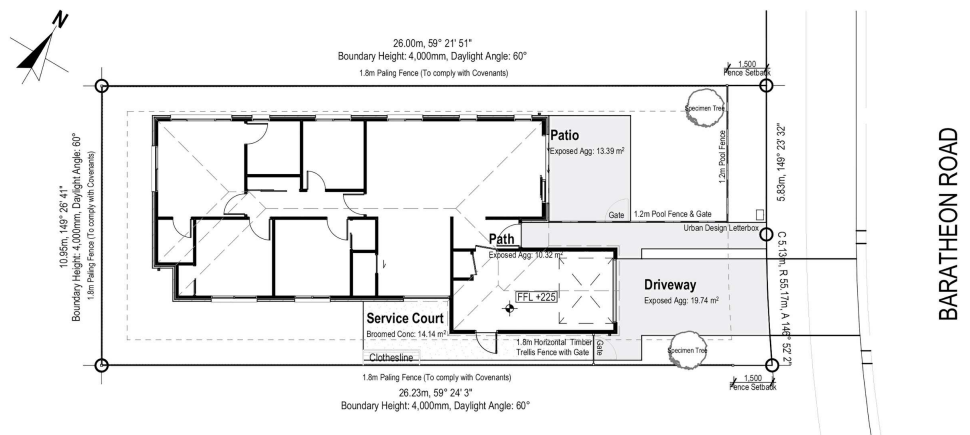 N
26.00m, 59° 21' 51"
Boundary Height: 4,000mm, Daylight Angle: 60°
1.8m Paling Fence (To comply with Covenants)
1,500
Fence Setback
Specimen Tree
10.95m, 149° 26' 41"
Boundary Height: 4,000mm, Daylight Angle: 60°
1.8m Paling Fence (To comply with Covenants)
Patio
Exposed Agg: 13.39 m²
1.2m Pool Fence
5.83m, 149° 23' 32"
BARATHEON ROAD
Gate
1.2m Pool Fence & Gate
Urban Design Letterbox
Path
Exposed Agg: 10.32 m²
C 5.13m, R 55.17m, A 146° 52' 2"
Driveway
Exposed Agg: 19.74 m²
FFL +225
Service Court
Broomed Conc: 14.14 m²
1.8m Horizontal Timber
Trellis Fence with Gate
Gate
Specimen Tree
Clothesline
1.8m Paling Fence (To comply with Covenants)
26.23m, 59° 24' 3"
Boundary Height: 4,000mm, Daylight Angle: 60°
1,500
Fence Setback